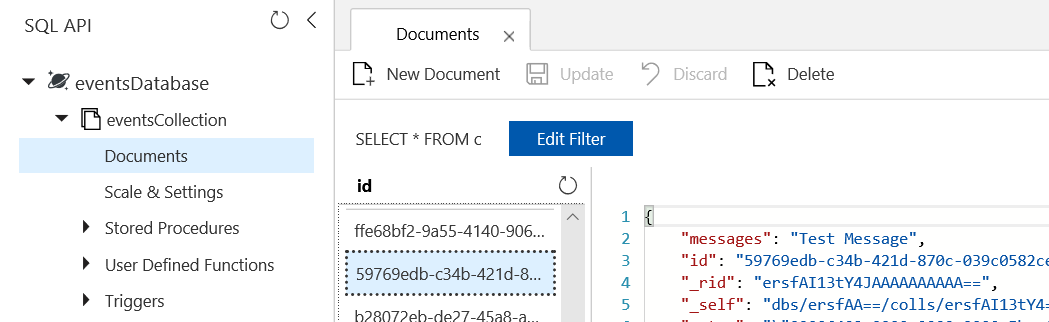 SQL API
eventsDatabase
eventsCollection
Documents
Scale & Settings
Stored Procedures
User Defined Functions
Triggers
Documents
New Document Update Discard Delete
SELECT * FROM c Edit Filter
id
ffe68bf2-9a55-4140-906...
59769edb-c34b-421d-8...
b28072eb-de27-45a8-a...
1 {
2 "messages": "Test Message",
3 "id": "59769edb-c34b-421d-870c-039c0582ce
4 "_rid": "ersfAI13tY4JAAAAAAAAAA==",
5 "_self": "dbs/ersfAA==/colls/ersfAI13tY4=